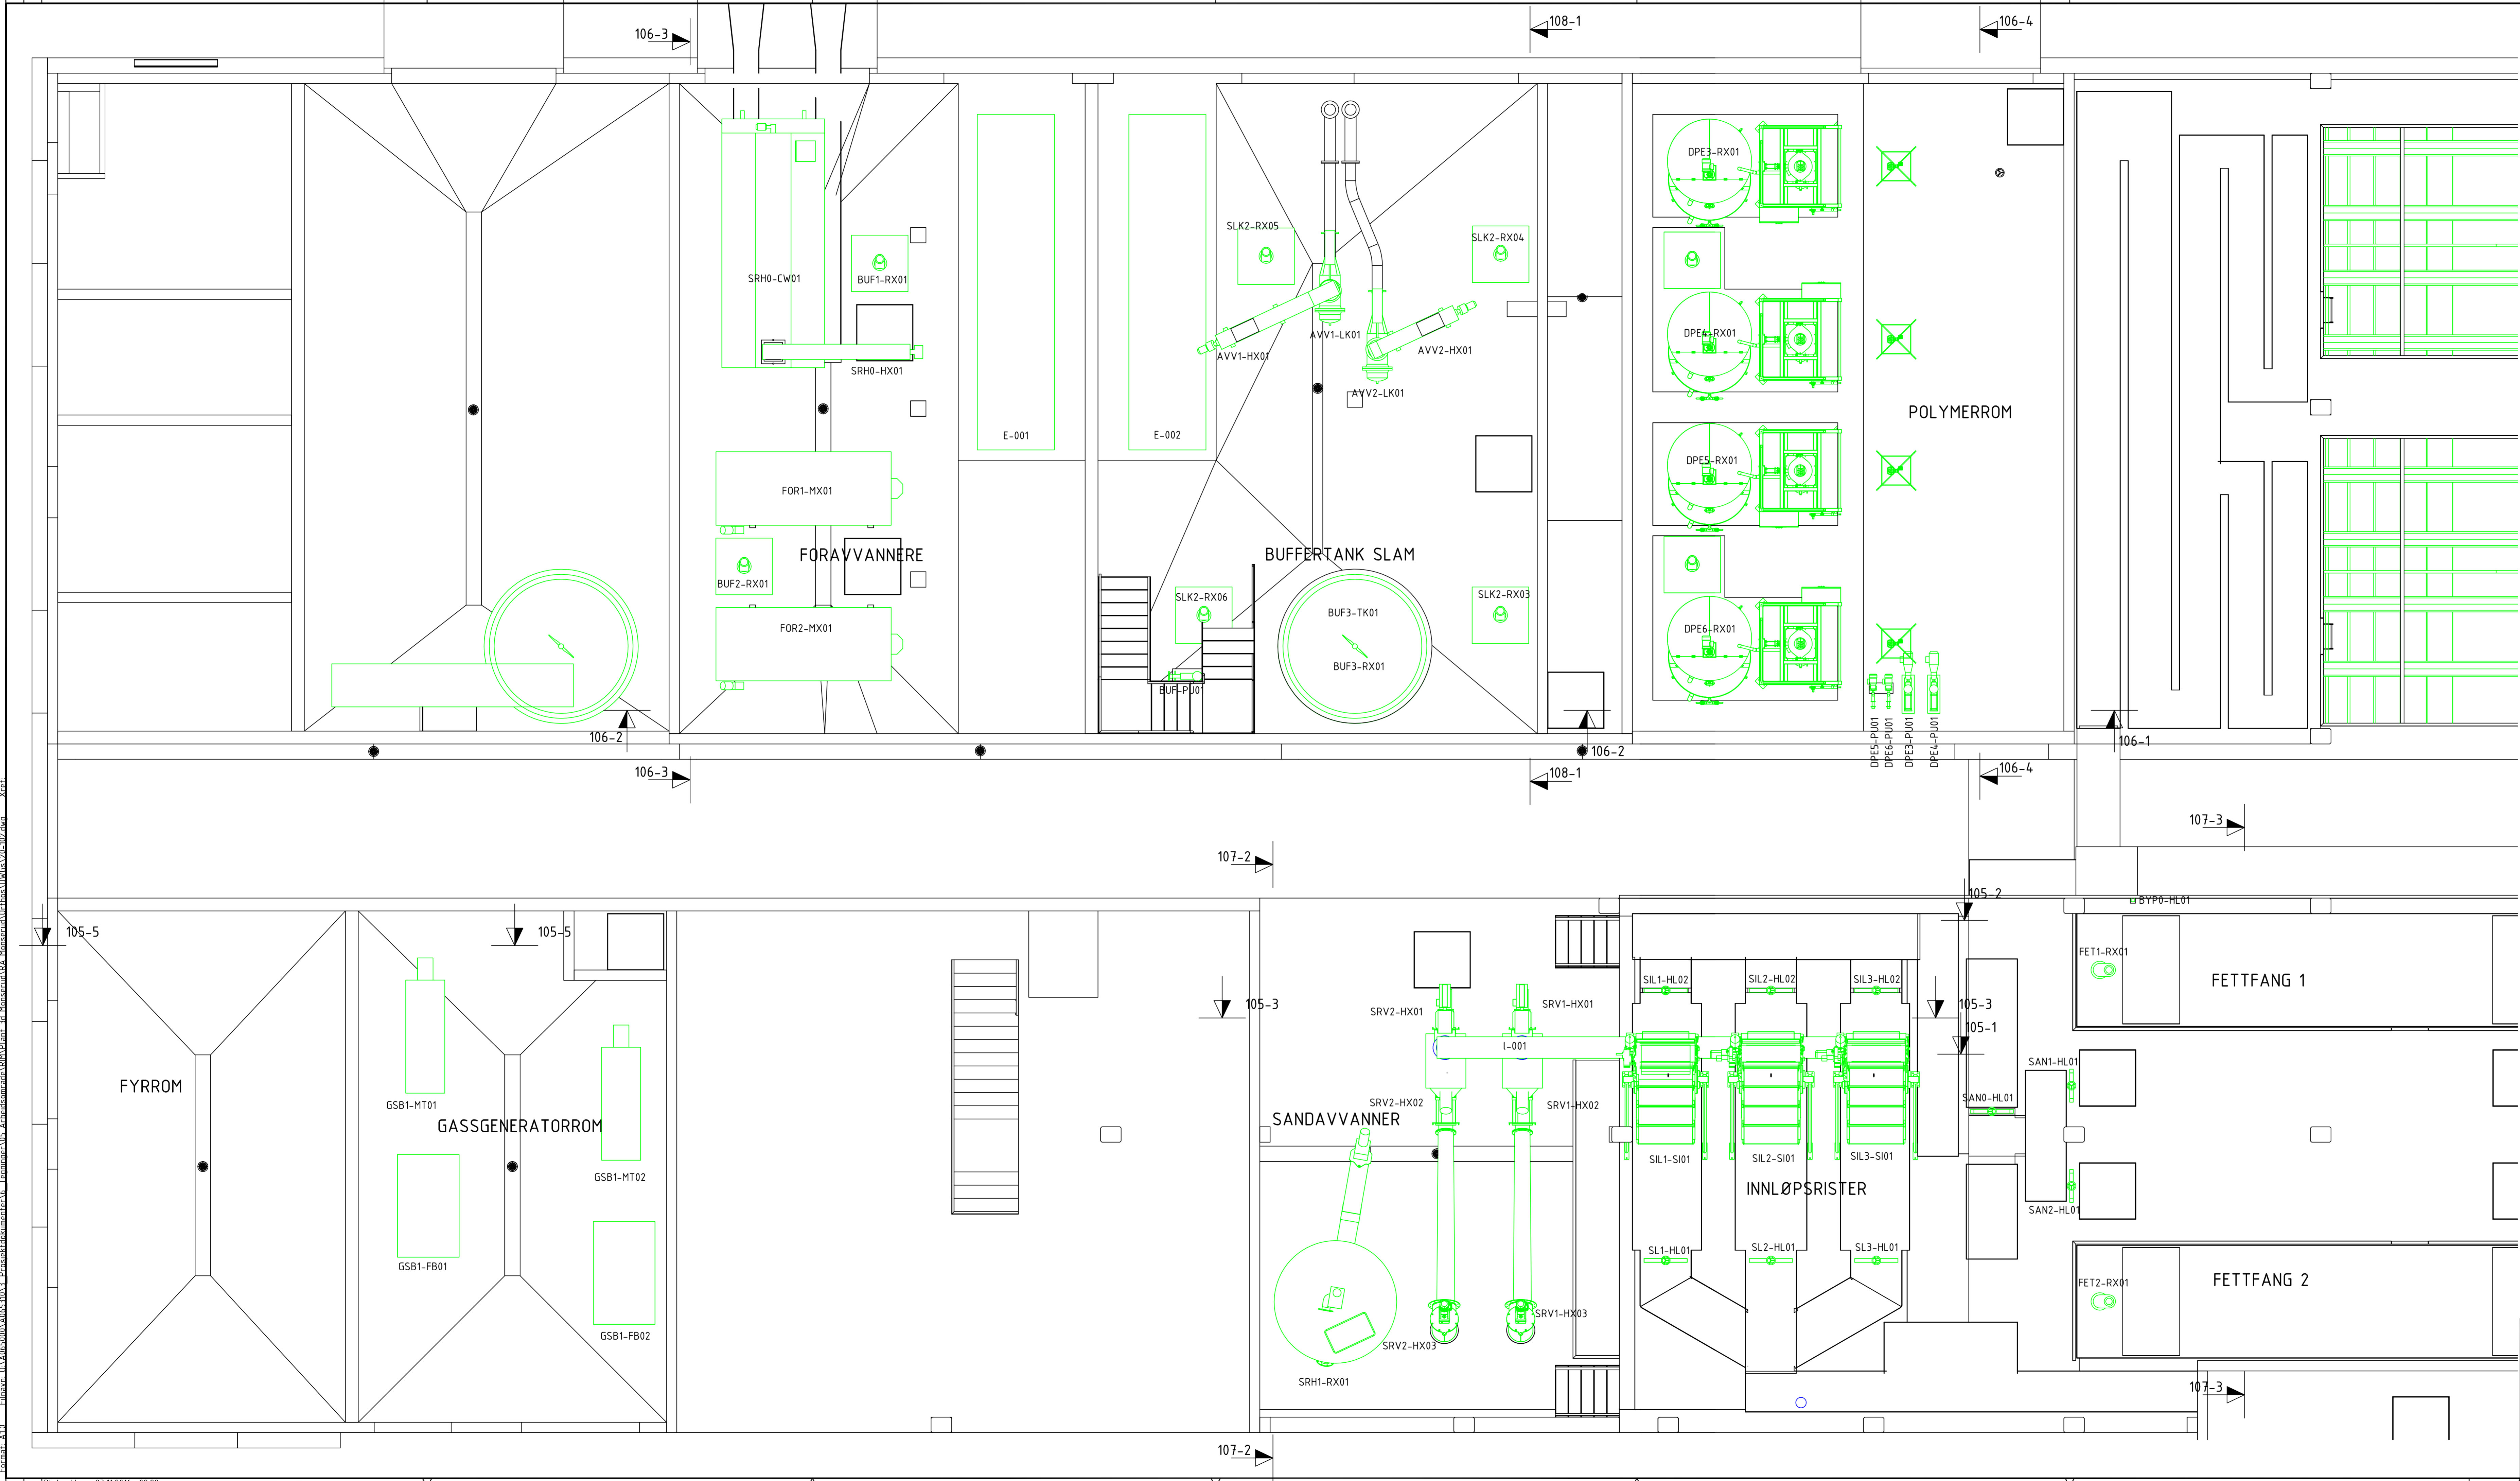 106-3
108-1
106-4
DPE3-RX01
SLK2-RX05
SLK2-RX04
SRH0-CW01
BUF1-RX01
AVV1-LK01
DPE4-RX01
AVV1-HX01
AVV2-HX01
SRH0-HX01
AVV2-LK01
POLYMERROM
E-001
E-002
DPE5-RX01
FOR1-MX01
FORAVVANNERE
BUFFERTANK SLAM
BUF2-RX01
SLK2-RX06
SLK2-RX03
BUF3-TK01
FOR2-MX01
DPE6-RX01
BUF3-RX01
BUF-PU01
DPE5-PU01
DPE6-PU01
DPE3-PU01
DPE4-PU01
106-2
106-2
106-1
106-3
108-1
106-4
107-3
107-2
105-2
BYP0-HL01
105-5
105-5
FET1-RX01
SIL1-HL02
SIL2-HL02
SIL3-HL02
FETTFANG 1
105-3
SRV2-HX01
SRV1-HX01
105-3
105-1
I-001
SAN1-HL01
FYRROM
GSB1-MT01
SRV2-HX02
SRV1-HX02
SAN0-HL01
GASSGENERATORROM
SANDAVVANNER
SIL1-SI01
SIL2-SI01
SIL3-SI01
GSB1-MT02
INNLØPSRISTER
SAN2-HL01
SL1-HL01
SL2-HL01
SL3-HL01
GSB1-FB01
FET2-RX01
FETTFANG 2
SRV1-HX03
GSB1-FB02
SRV2-HX03
SRH1-RX01
107-3
107-2